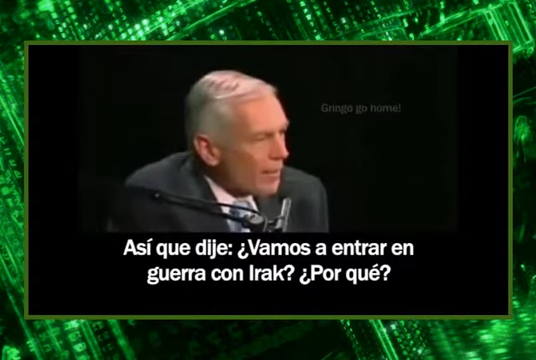 Gringo go home!
Así que dije: ¿Vamos a entrar en
guerra con Irak? ¿Por qué?